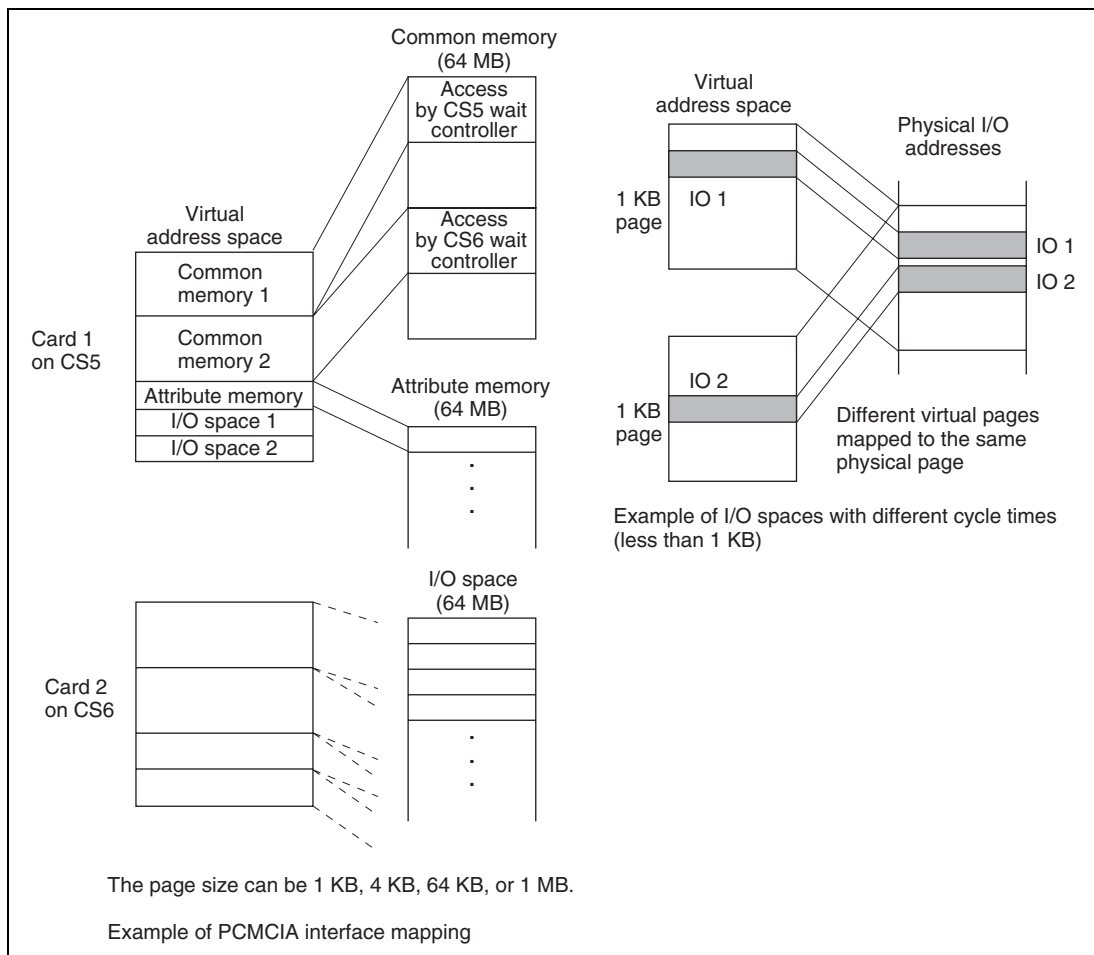 Common memory
(64 MB)
Access
by CS5 wait
controller
Access
by CS6 wait
controller
Virtual
address space
Common
memory 1
Common
memory 2
Attribute memory
I/O space 1
I/O space 2
Card 1
on CS5
Attribute memory
(64 MB)
I/O space
(64 MB)
Card 2
on CS6
The page size can be 1 KB, 4 KB, 64 KB, or 1 MB.
Example of PCMCIA interface mapping
Virtual
address space
Physical I/O
addresses
1 KB
page
IO 1
IO 1
IO 2
IO 2
1 KB
page
Different virtual pages
mapped to the same
physical page
Example of I/O spaces with different cycle times
(less than 1 KB)